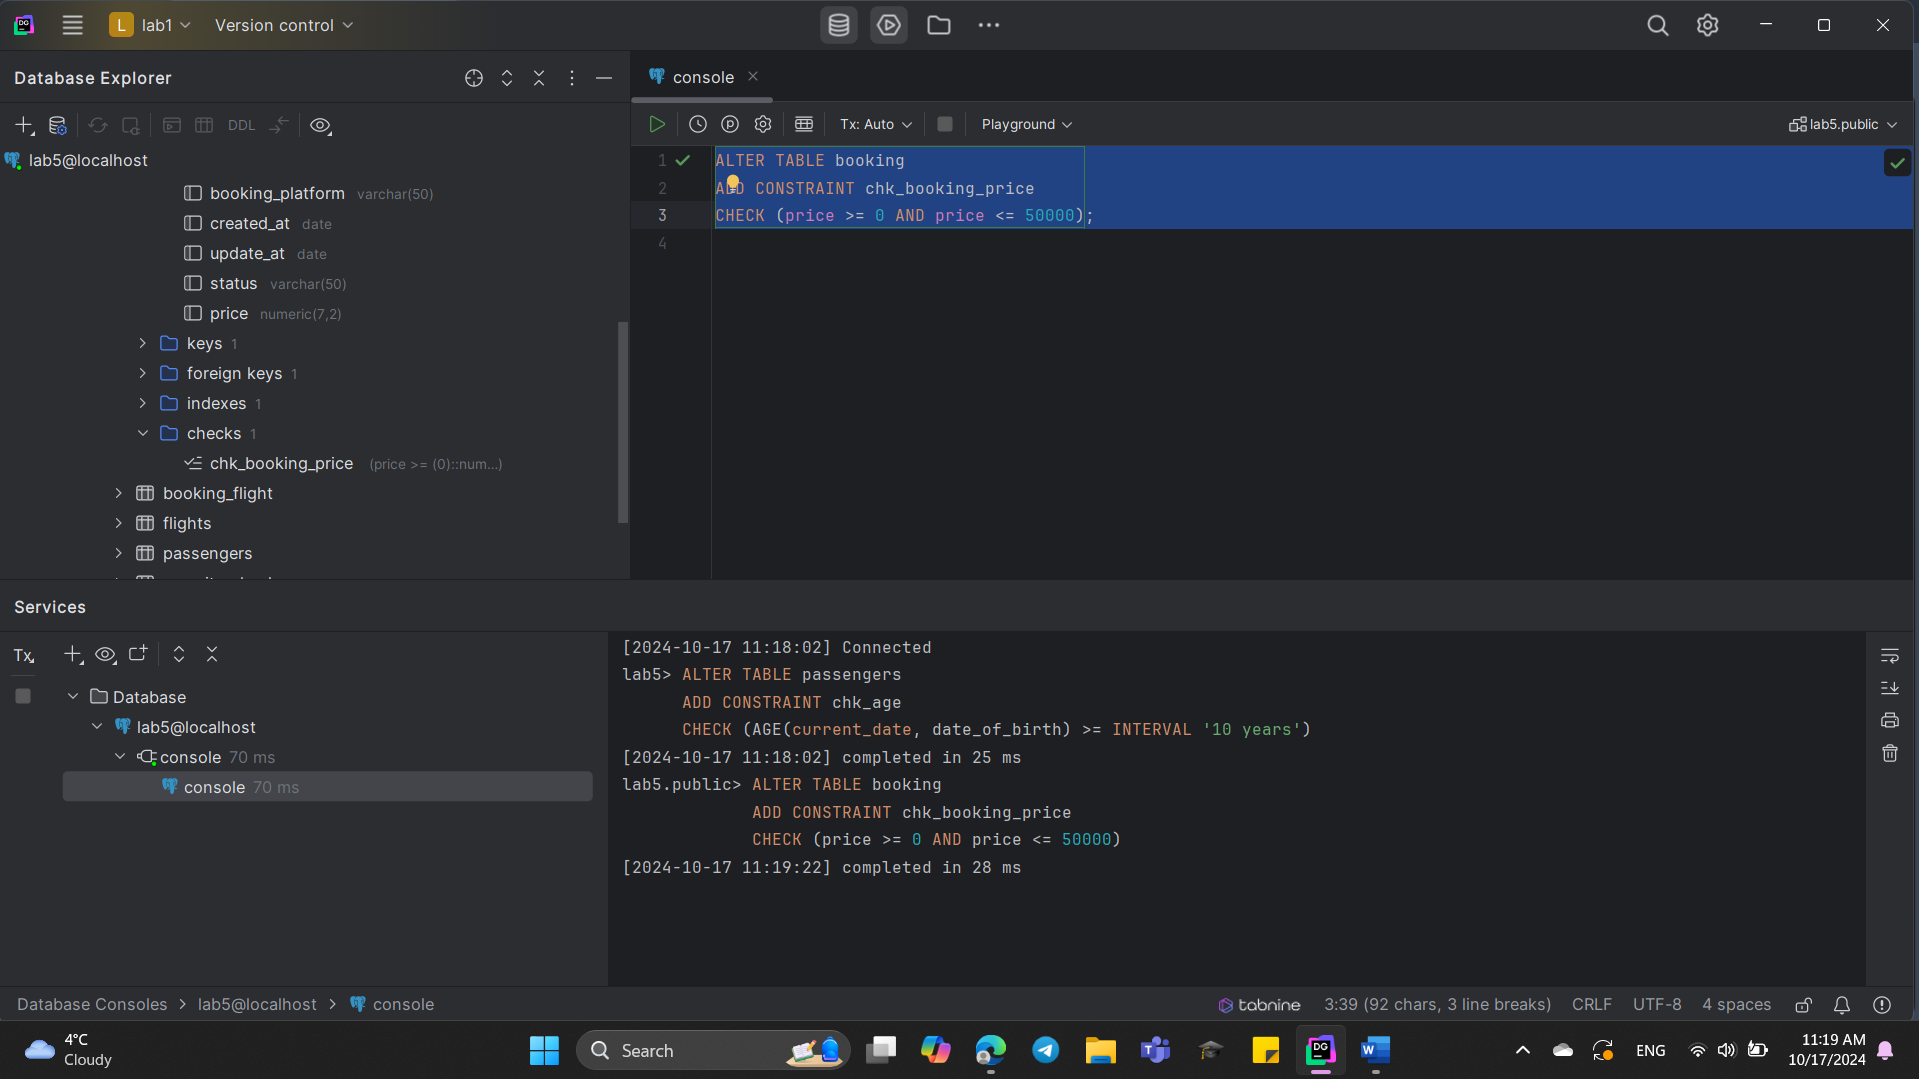 L lab1 Version control
Database Explorer
DDL
lab5@localhost
booking_platform varchar(50)
created_at date
update_at date
status varchar(50)
price numeric(7,2)
keys 1
foreign keys 1
indexes 1
checks 1
chk_booking_price (price >= (0)::num...)
booking_flight
flights
passengers
console
Tx: Auto Playground lab5.public
1 ALTER TABLE booking
2 ADD CONSTRAINT chk_booking_price
3 CHECK (price >= 0 AND price <= 50000);
4
Services
Tx
Database
lab5@localhost
console 70 ms
console 70 ms
[2024-10-17 11:18:02] Connected
lab5> ALTER TABLE passengers
ADD CONSTRAINT chk_age
CHECK (AGE(current_date, date_of_birth) >= INTERVAL '10 years')
[2024-10-17 11:18:02] completed in 25 ms
lab5.public> ALTER TABLE booking
ADD CONSTRAINT chk_booking_price
CHECK (price >= 0 AND price <= 50000)
[2024-10-17 11:19:22] completed in 28 ms
Database Consoles > lab5@localhost > console
tabnine 3:39 (92 chars, 3 line breaks) CRLF UTF-8 4 spaces
4°C
Cloudy
Search
ENG
11:19 AM
10/17/2024